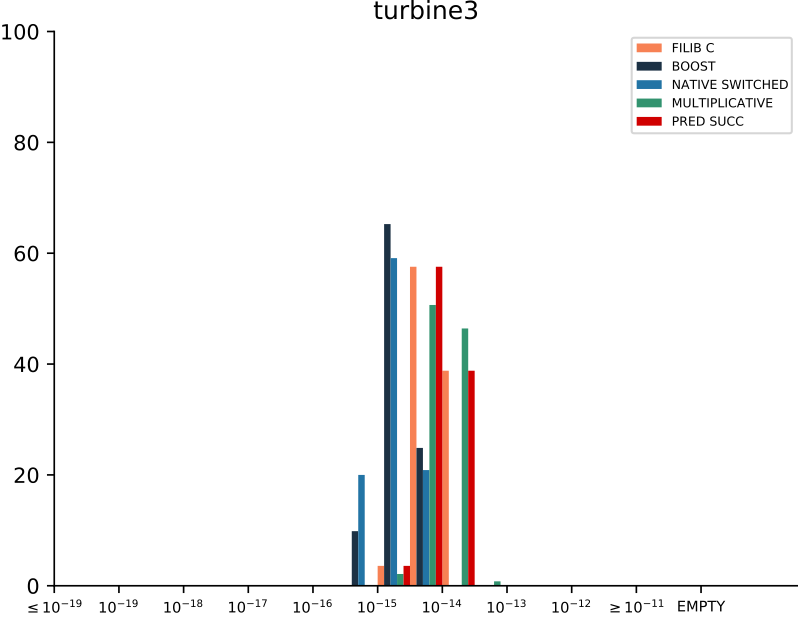 turbine3
100
80
60
40
20
0
FILIB C
BOOST
NATIVE SWITCHED
MULTIPLICATIVE
PRED SUCC
≤ 10⁻¹⁹ 10⁻¹⁹ 10⁻¹⁸ 10⁻¹⁷ 10⁻¹⁶ 10⁻¹⁵ 10⁻¹⁴ 10⁻¹³ 10⁻¹² ≥ 10⁻¹¹ EMPTY